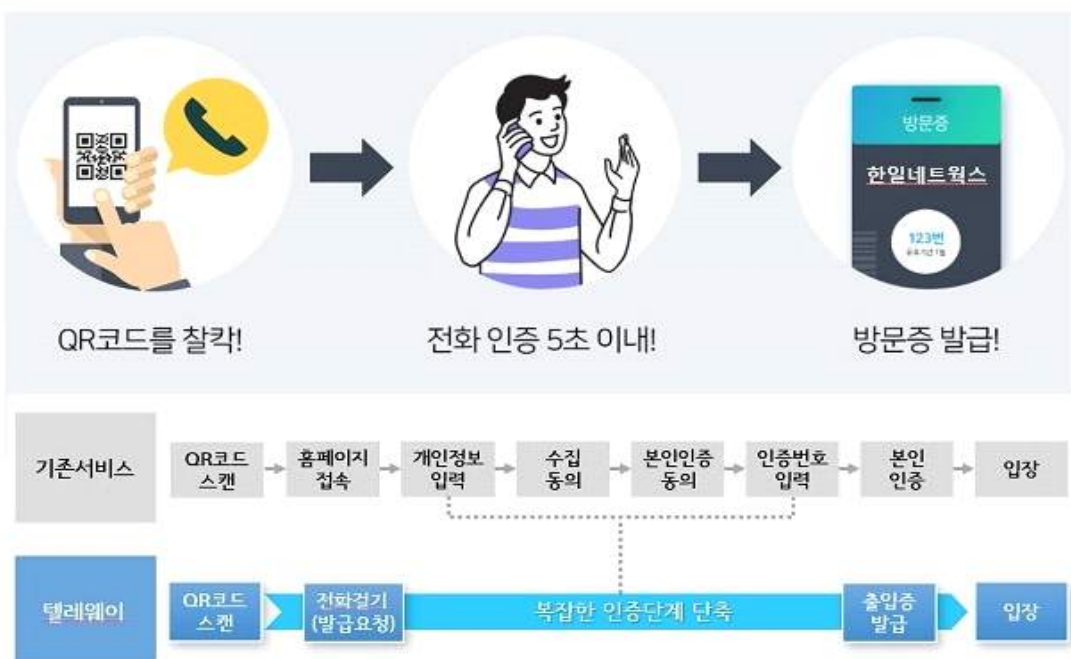 방문증
한일네트웍스
123번
QR코드를 찰칵!
전화 인증 5초 이내!
방문증 발급!
기존서비스
QR코드
스캔
홈페이지
접속
개인정보
입력
수집
동의
본인인증
동의
인증번호
입력
본인
인증
입장
텔레웨이
QR코드
스캔
전화걸기
(발급요청)
복잡한 인증단계 단축
출입증
발급
입장